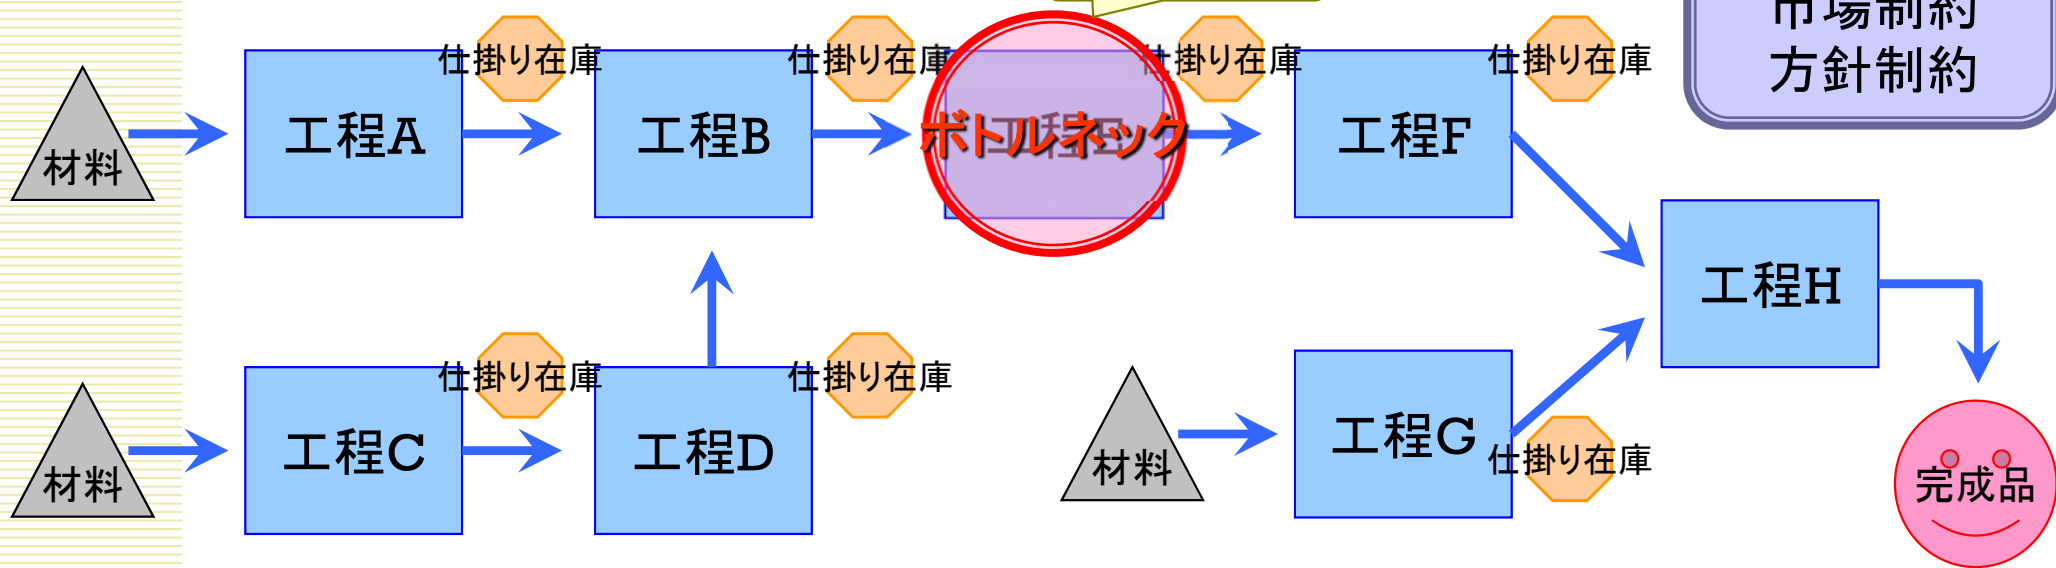 市場制約
方針制約
仕掛り在庫
仕掛り在庫
仕掛り在庫
仕掛り在庫
材料
工程A
工程B
工程E
ボトルネック
工程F
工程H
仕掛り在庫
仕掛り在庫
材料
工程C
工程D
材料
工程G
仕掛り在庫
完成品